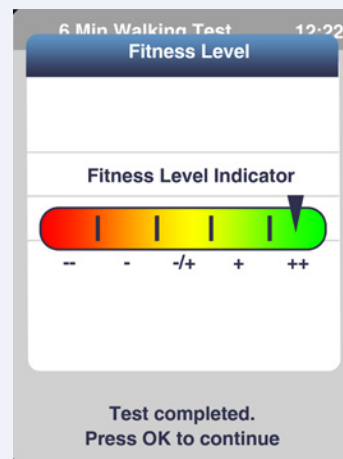 6 Min Walking Test 12:22
Fitness Level
Fitness Level Indicator
-- - -/+ + ++
Test completed.
Press OK to continue